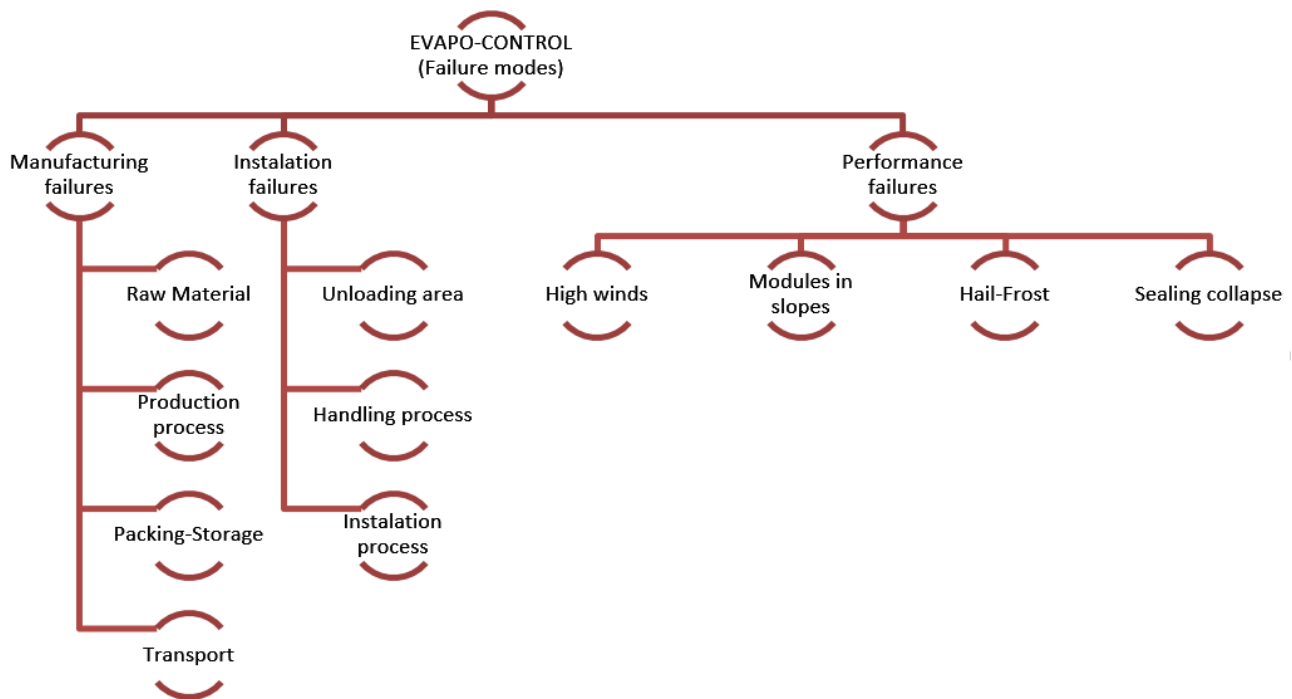 EVAPO-CONTROL
(Failure modes)
Manufacturing
failures
Instalation
failures
Performance
failures
Raw Material
Production
process
Packing-Storage
Transport
Unloading area
Handling process
Instalation
process
High winds
Modules in
slopes
Hail-Frost
Sealing collapse